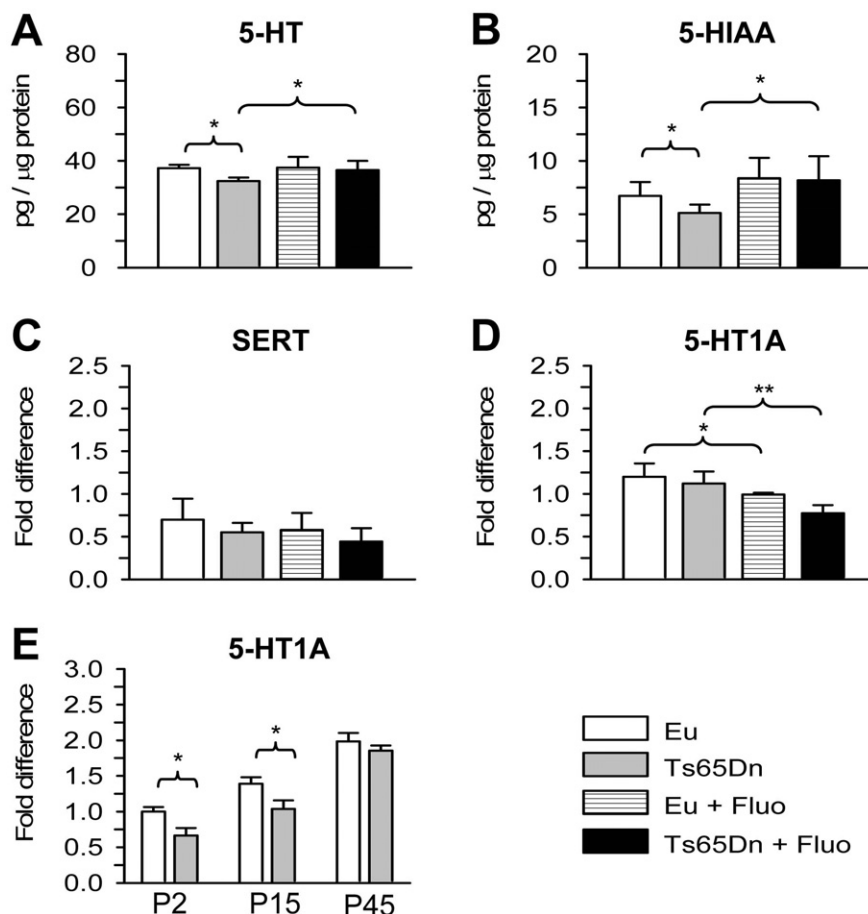 A
5-HT
pg / µg protein
80
60
40
20
0
*
*
B
5-HIAA
pg / µg protein
20
15
10
5
0
*
*
C
SERT
Fold difference
2.5
2.0
1.5
1.0
0.5
0.0
D
5-HT1A
Fold difference
2.5
2.0
1.5
1.0
0.5
0.0
*
**
E
5-HT1A
Fold difference
3.0
2.5
2.0
1.5
1.0
0.5
0.0
*
*
P2 P15 P45
Eu
Ts65Dn
Eu + Fluo
Ts65Dn + Fluo